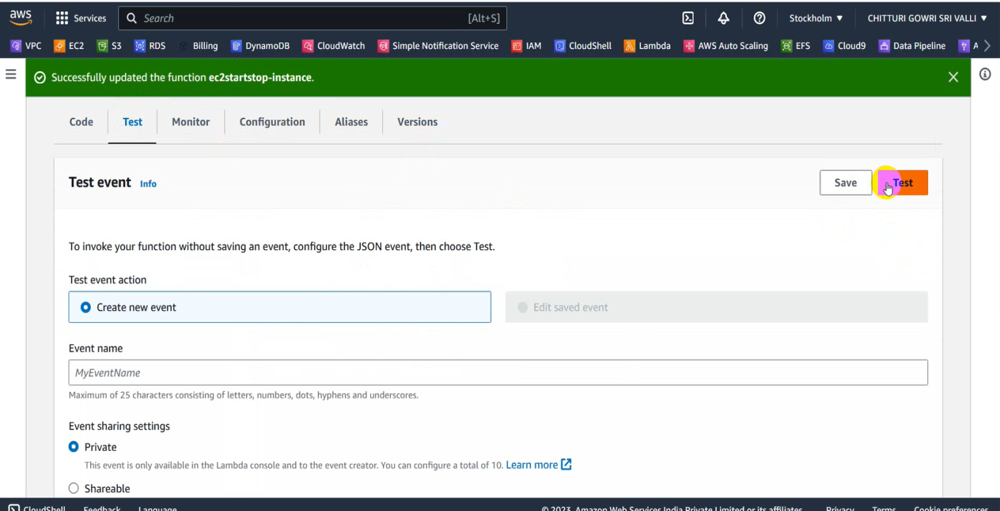 aws
Services
Search
[Alt+S]
Stockholm ▼
CHITTURI GOWRI SRI VALLI ▼
VPC EC2 S3 RDS Billing DynamoDB CloudWatch Simple Notification Service IAM CloudShell Lambda AWS Auto Scaling EFS Cloud9 Data Pipeline A
Successfully updated the function ec2startstop-instance.
Code Test Monitor Configuration Aliases Versions
Test event Info
Save Test
To invoke your function without saving an event, configure the JSON event, then choose Test.
Test event action
Create new event
Edit saved event
Event name
MyEventName
Maximum of 25 characters consisting of letters, numbers, dots, hyphens and underscores.
Event sharing settings
Private
This event is only available in the Lambda console and to the event creator. You can configure a total of 10. Learn more
Shareable
CloudShell Feedback Language © 2023, Amazon Web Services India Private Limited or its affiliates. Privacy Terms Cookie preferences